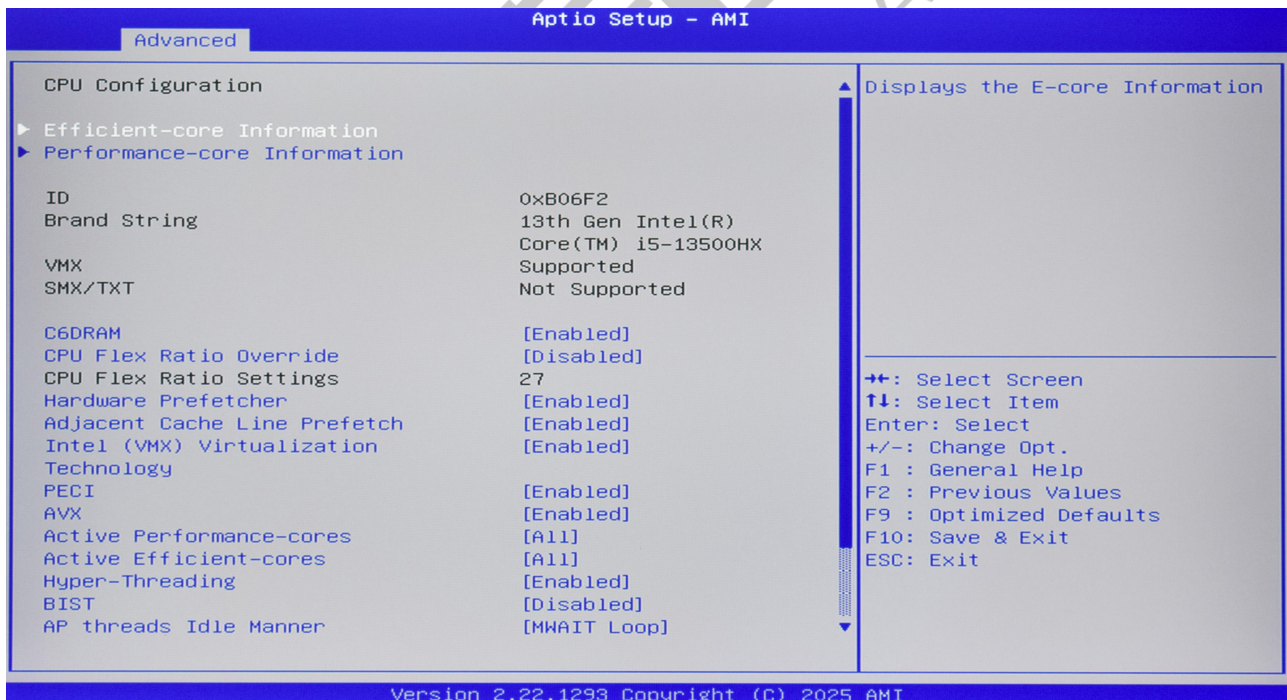 Aptio Setup - AMI
Advanced
CPU Configuration
Efficient-core Information
Performance-core Information
ID 0xB06F2
Brand String 13th Gen Intel(R)
Core(TM) i5-13500HX
VMX Supported
SMX/TXT Not Supported
C6DRAM [Enabled]
CPU Flex Ratio Override [Disabled]
CPU Flex Ratio Settings 27
Hardware Prefetcher [Enabled]
Adjacent Cache Line Prefetch [Enabled]
Intel (VMX) Virtualization [Enabled]
Technology
PECI [Enabled]
AVX [Enabled]
Active Performance-cores [All]
Active Efficient-cores [All]
Hyper-Threading [Enabled]
BIST [Disabled]
AP threads Idle Manner [MWAIT Loop]
Displays the E-core Information
→←: Select Screen
↑↓: Select Item
Enter: Select
+/-: Change Opt.
F1 : General Help
F2 : Previous Values
F9 : Optimized Defaults
F10: Save & Exit
ESC: Exit
Version 2.22.1293 Copyright (C) 2025 AMI